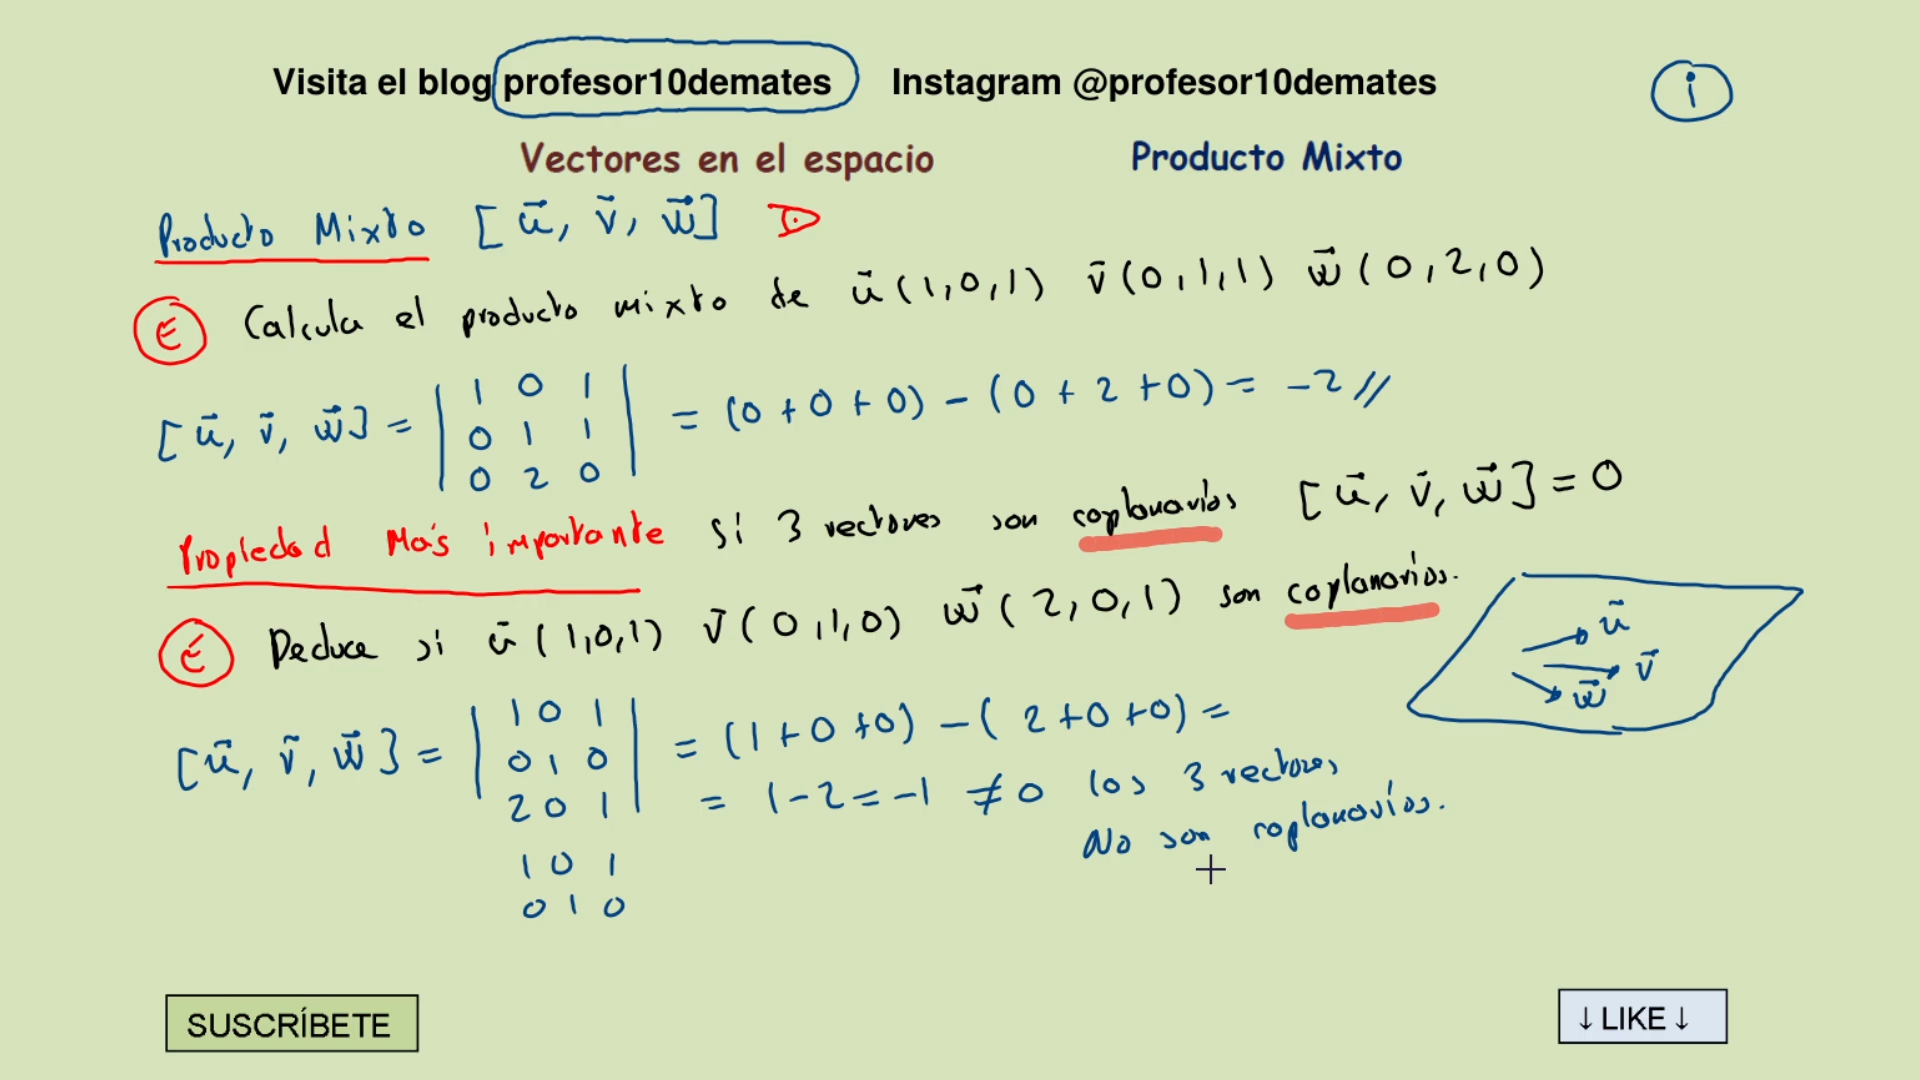 Visita el blog profesor10demates Instagram @profesor10demates
i
Vectores en el espacio Producto Mixto
Producto Mixto [u⃗, v⃗, w⃗]
E Calcula el producto mixto de u⃗(1,0,1) v⃗(0,1,1) w⃗(0,2,0)
[u⃗, v⃗, w⃗] = | 1 0 1 | = (0+0+0) - (0+2+0) = -2 //
| 0 1 1 |
| 0 2 0 |
Propiedad Más importante Si 3 vectores son coplanarios [u⃗, v⃗, w⃗] = 0
E Deduce si u⃗(1,0,1) v⃗(0,1,0) w⃗(2,0,1) son coplanarios.
u⃗
v⃗
w⃗
[u⃗, v⃗, w⃗] = | 1 0 1 | = (1+0+0) - (2+0+0) =
| 0 1 0 |
| 2 0 1 | = 1-2 = -1 ≠ 0 los 3 vectores
No son coplanarios.
1 0 1
0 1 0
SUSCRÍBETE
↓LIKE↓